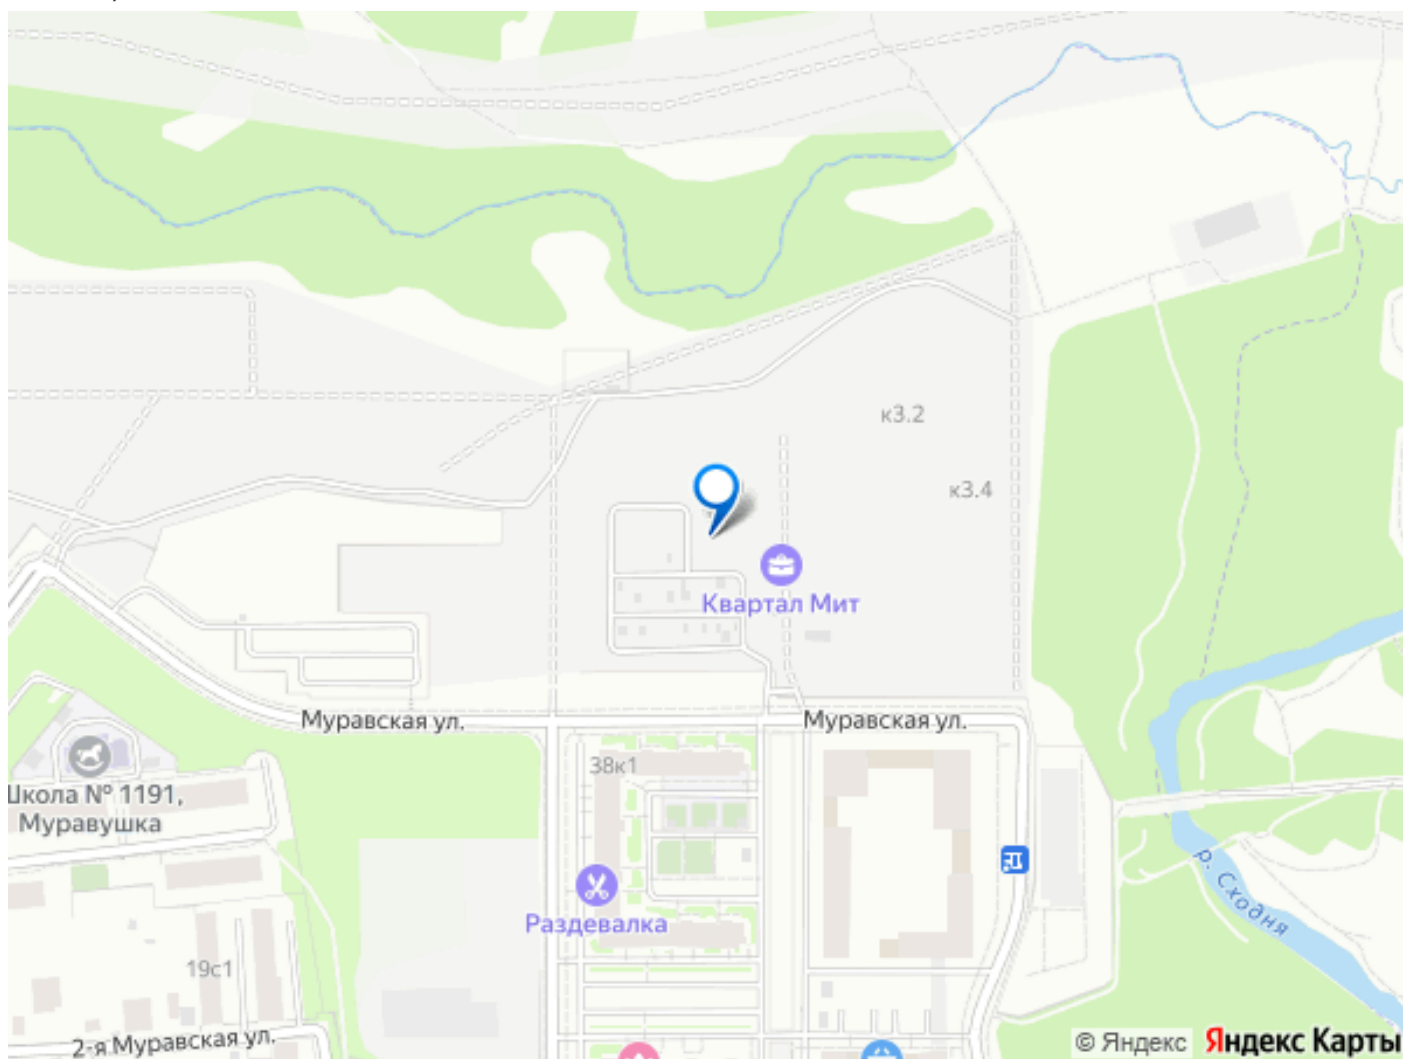 к3.2
к3.4
Квартал Мит
Муравская ул.
Муравская ул.
38к1
Школа № 1191,
Муравушка
р. Сходня
Раздевалка
19с1
2-я Муравская ул.
© Яндекс Яндекс Карты